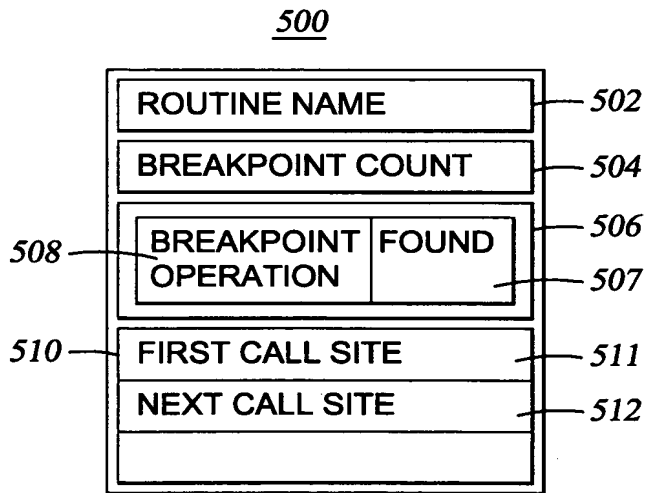 500
ROUTINE NAME 502
BREAKPOINT COUNT 504
506
508 BREAKPOINT OPERATION FOUND 507
510 FIRST CALL SITE 511
NEXT CALL SITE 512